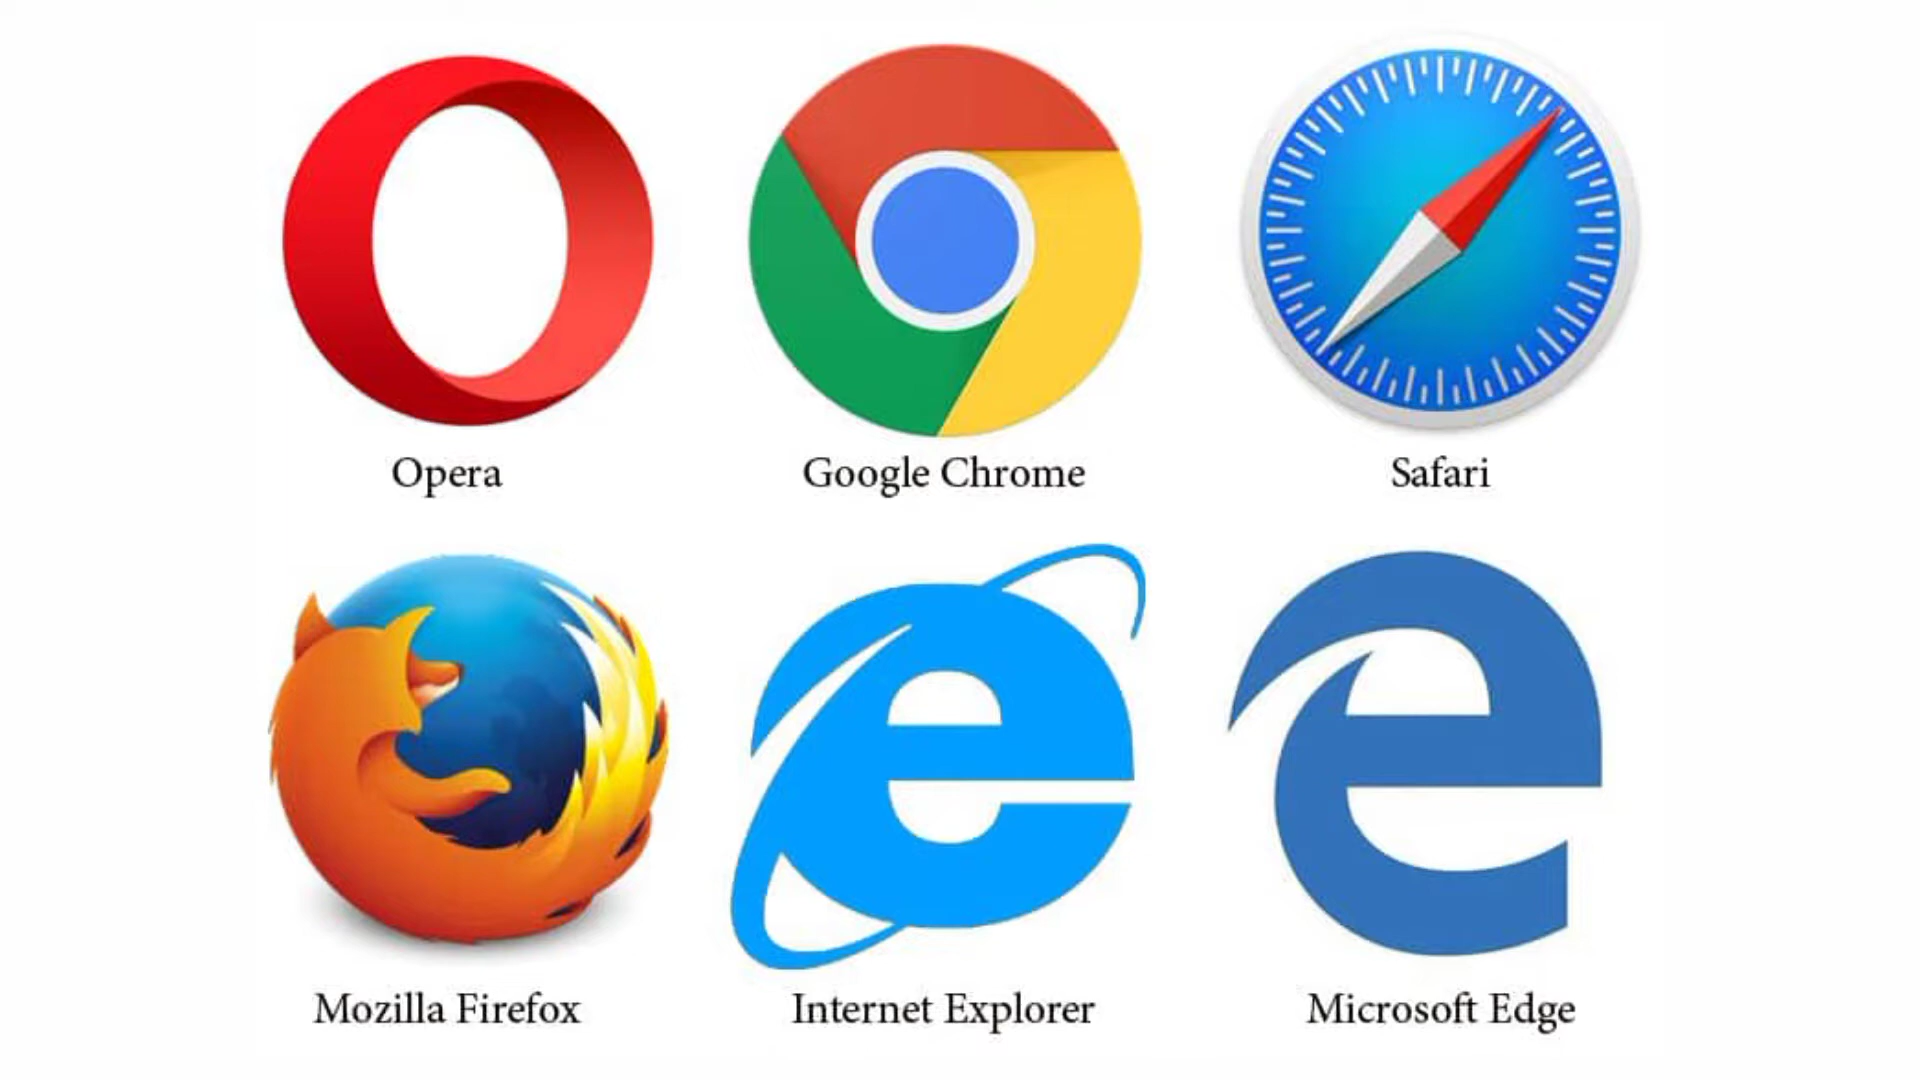 Opera
Google Chrome
Safari
Mozilla Firefox
Internet Explorer
Microsoft Edge